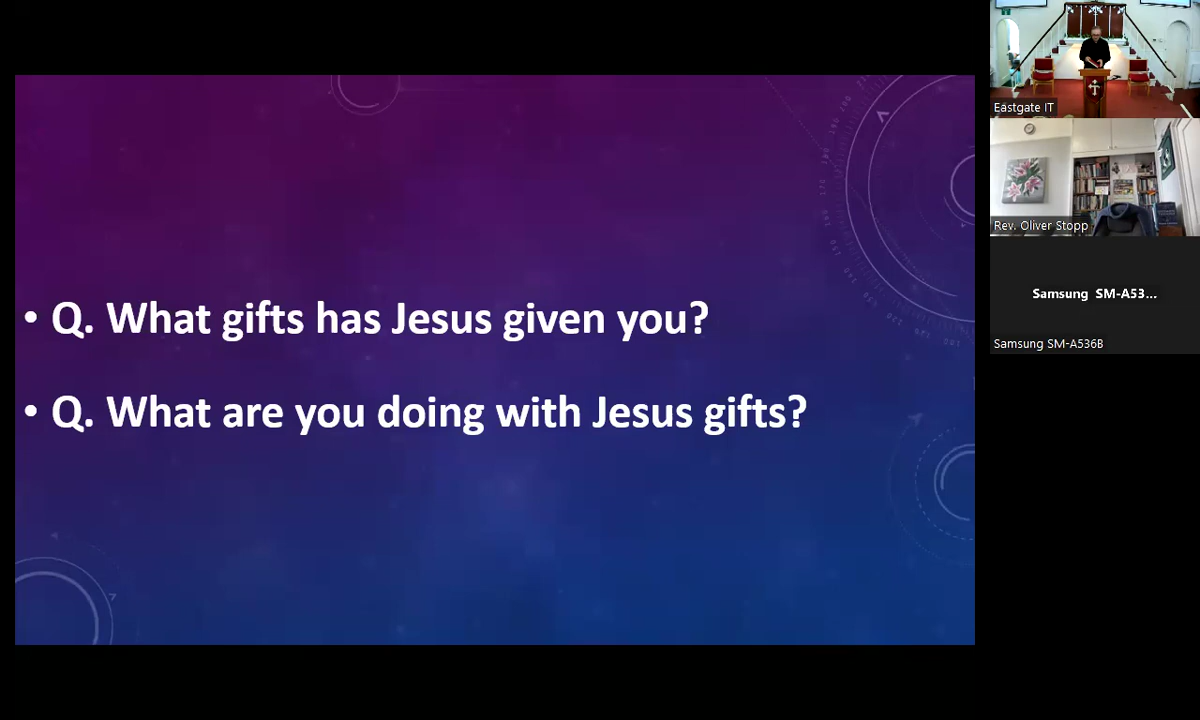 • Q. What gifts has Jesus given you?
• Q. What are you doing with Jesus gifts?
Eastgate IT
Rev. Oliver Stopp
Samsung SM-A53...
Samsung SM-A536B